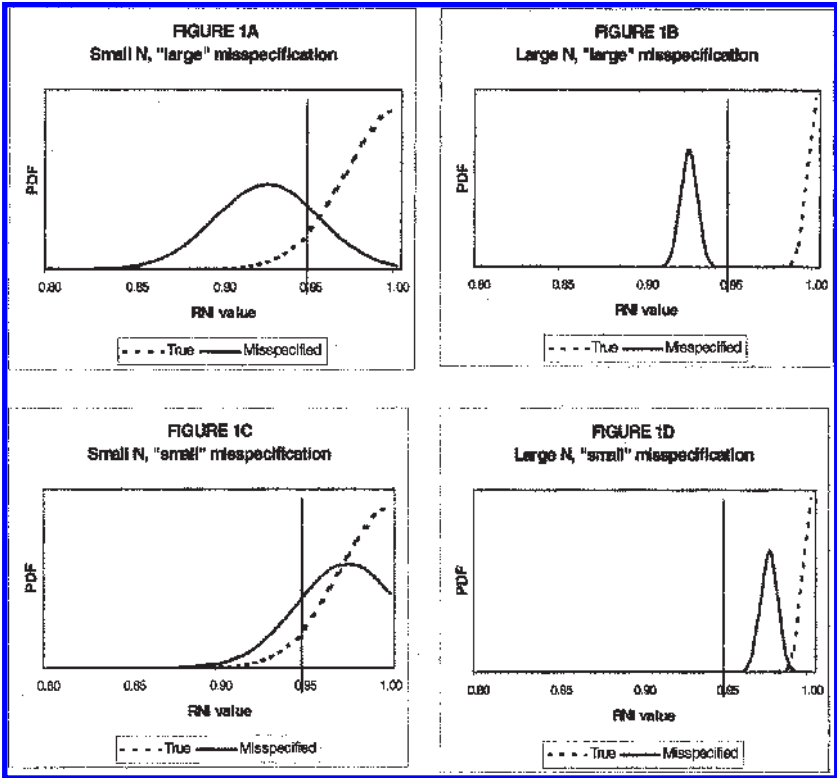 FIGURE 1A
Small N, "large" misspecification
PDF
0.80 0.85 0.90 0.95 1.00
RNI value
True Misspecified
FIGURE 1B
Large N, "large" misspecification
PDF
0.80 0.85 0.90 0.95 1.00
RNI value
True Misspecified
FIGURE 1C
Small N, "small" misspecification
PDF
0.80 0.85 0.90 0.95 1.00
RNI value
True Misspecified
FIGURE 1D
Large N, "small" misspecification
PDF
0.80 0.85 0.90 0.95 1.00
RNI value
True Misspecified